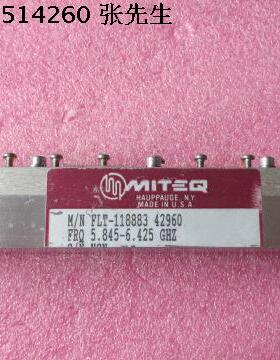 514260 张先生
MITEQ
HAUPPAUGE, N.Y.
MADE IN U.S.A
M/N FLT-118883 42960
FRQ 5.845-6.425 GHZ